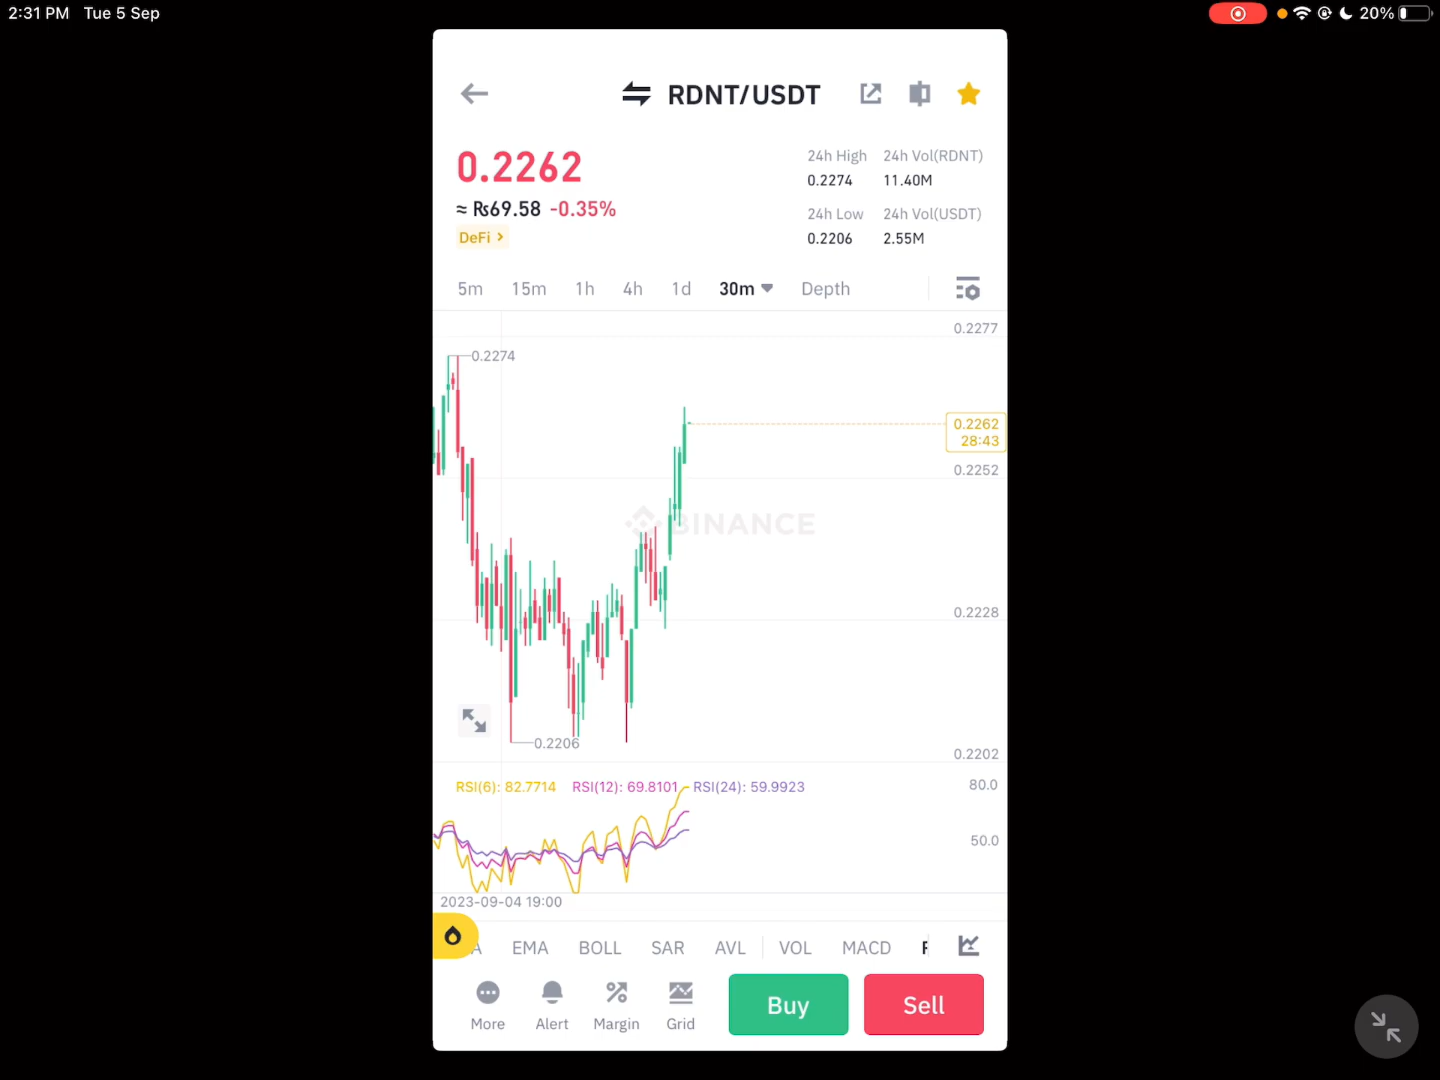 2:31 PM Tue 5 Sep
20%
RDNT/USDT
0.2262
≈ ₨69.58 -0.35%
DeFi >
24h High 24h Vol(RDNT)
0.2274 11.40M
24h Low 24h Vol(USDT)
0.2206 2.55M
5m 15m 1h 4h 1d 30m Depth
0.2277
0.2274
0.2262
28:43
0.2252
BINANCE
0.2228
0.2206
0.2202
RSI(6): 82.7714 RSI(12): 69.8101 RSI(24): 59.9923
80.0
50.0
2023-09-04 19:00
EMA BOLL SAR AVL VOL MACD
More Alert Margin Grid
Buy Sell